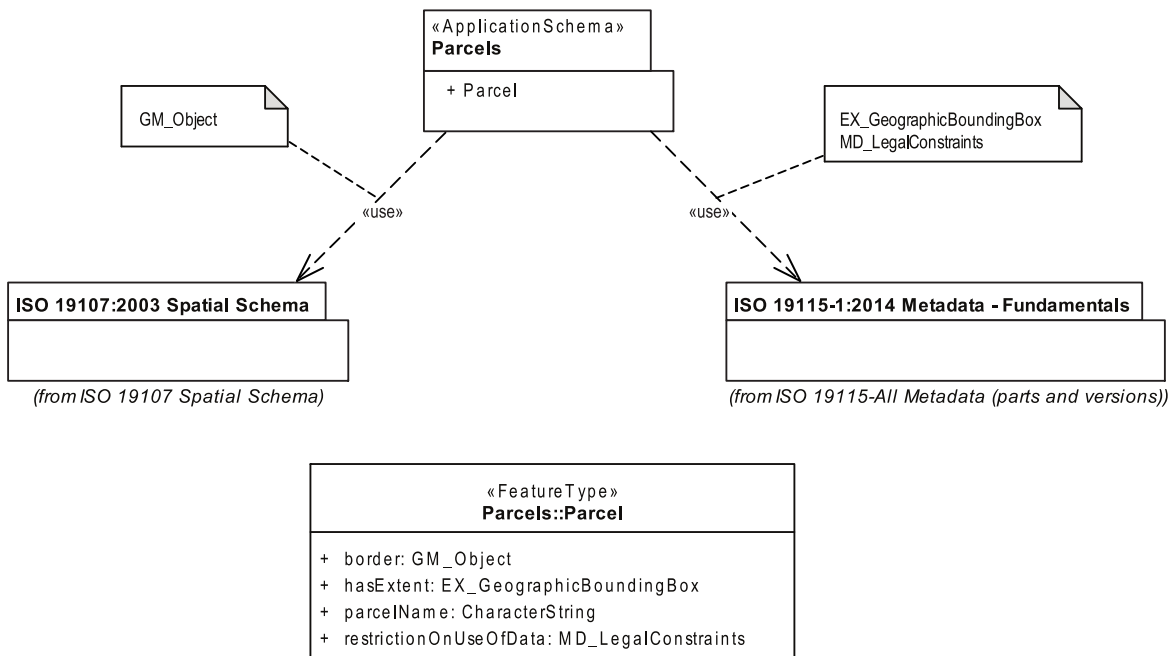 «ApplicationSchema»
Parcels
+ Parcel
GM_Object
EX_GeographicBoundingBox
MD_LegalConstraints
«use»
«use»
ISO 19107:2003 Spatial Schema
(from ISO 19107 Spatial Schema)
ISO 19115-1:2014 Metadata - Fundamentals
(from ISO 19115-All Metadata (parts and versions))
«FeatureType»
Parcels::Parcel
+ border: GM_Object
+ hasExtent: EX_GeographicBoundingBox
+ parcelName: CharacterString
+ restrictionOnUseOfData: MD_LegalConstraints